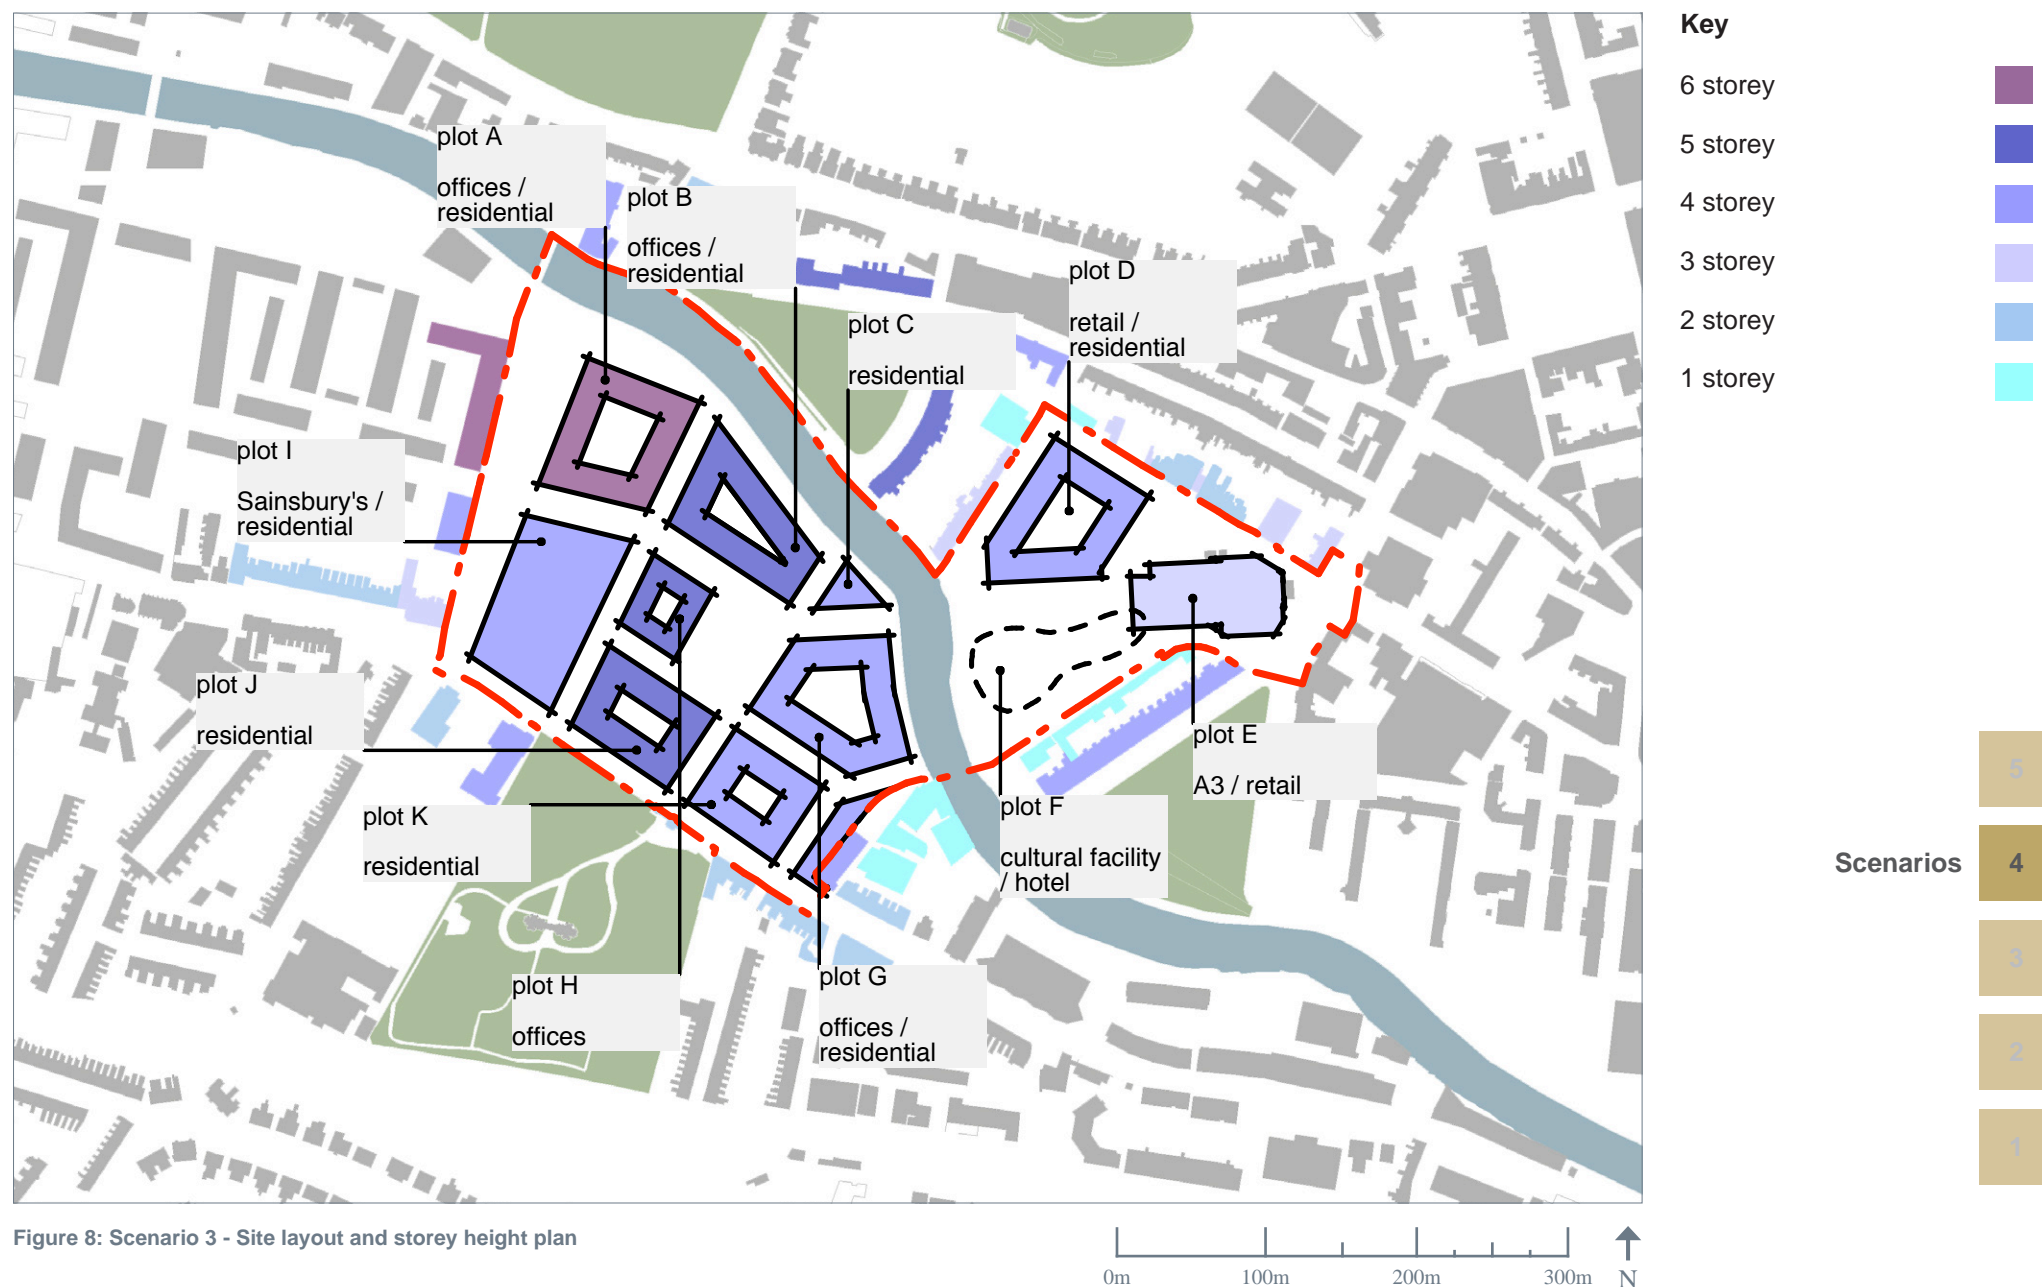 Key
6 storey
5 storey
4 storey
3 storey
2 storey
1 storey
plot A
offices /
residential
plot B
offices /
residential
plot C
residential
plot D
retail /
residential
plot I
Sainsbury's /
residential
plot J
residential
plot K
residential
plot H
offices
plot G
offices /
residential
plot F
cultural facility
/ hotel
plot E
A3 / retail
Scenarios
5
4
3
2
1
Figure 8: Scenario 3 - Site layout and storey height plan
0m
100m
200m
300m
N